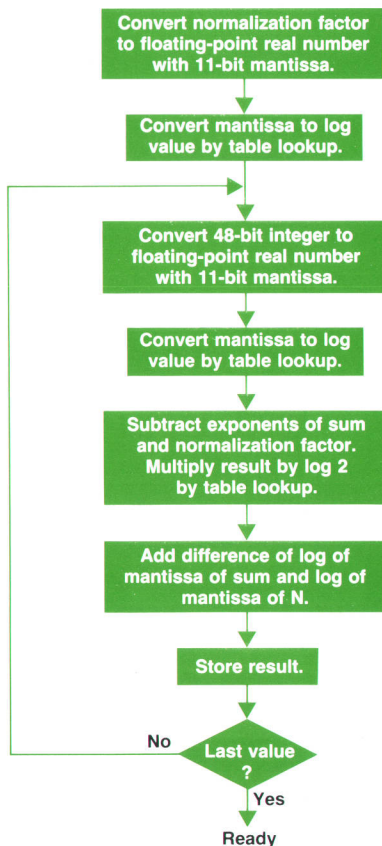 Convert normalization factor
to floating-point real number
with 11-bit mantissa.
Convert mantissa to log
value by table lookup.
Convert 48-bit integer to
floating-point real number
with 11-bit mantissa.
Convert mantissa to log
value by table lookup.
Subtract exponents of sum
and normalization factor.
Multiply result by log 2
by table lookup.
Add difference of log of
mantissa of sum and log of
mantissa of N.
Store result.
No
Last value
?
Yes
Ready